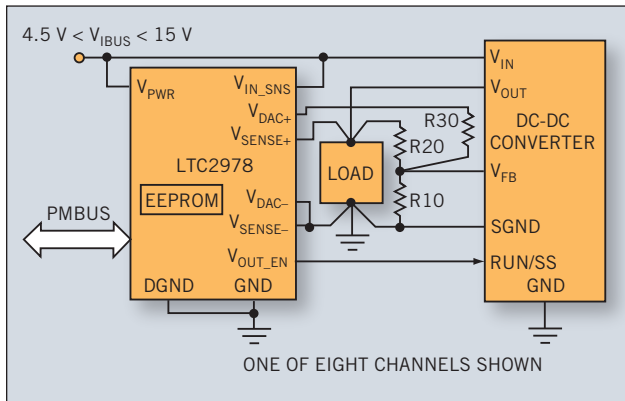 4.5 V < VIBUS < 15 V
VPWR
VIN_SNS
VDAC+
VSENSE+
LTC2978
EEPROM
VDAC–
VSENSE–
VOUT_EN
DGND
GND
PMBUS
LOAD
R30
R20
R10
VIN
VOUT
DC-DC
CONVERTER
VFB
SGND
RUN/SS
GND
ONE OF EIGHT CHANNELS SHOWN